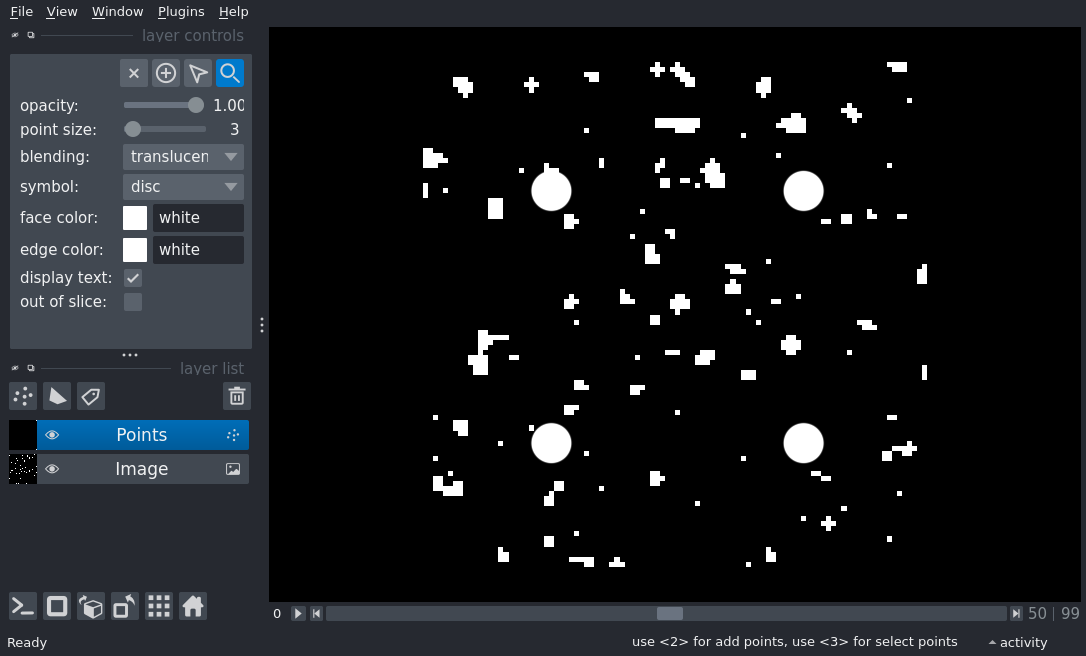 File View Window Plugins Help
layer controls
opacity: 1.00
point size: 3
blending: translucen
symbol: disc
face color: white
edge color: white
display text:
out of slice:
layer list
Points
Image
0 50 99
Ready use <2> for add points, use <3> for select points activity